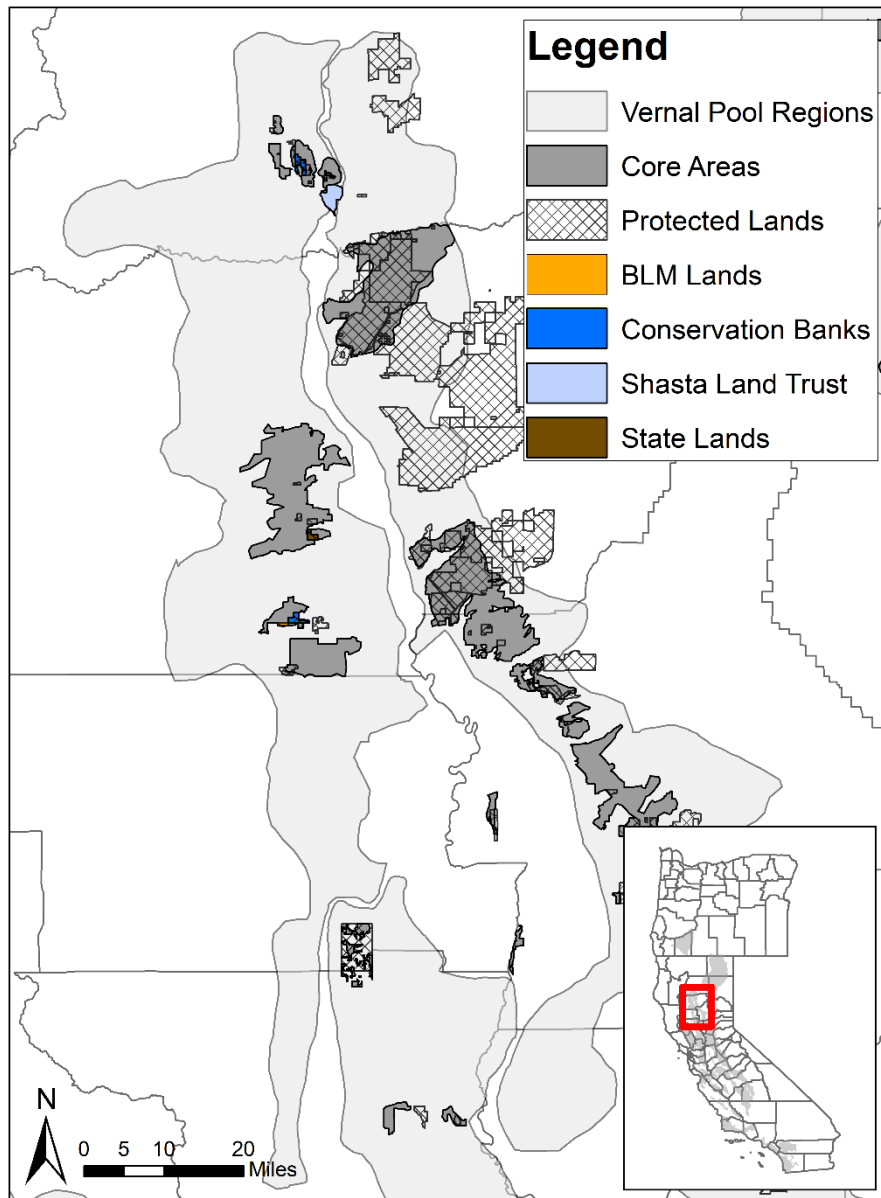 Legend
Vernal Pool Regions
Core Areas
Protected Lands
BLM Lands
Conservation Banks
Shasta Land Trust
State Lands
N
0 5 10 20
Miles